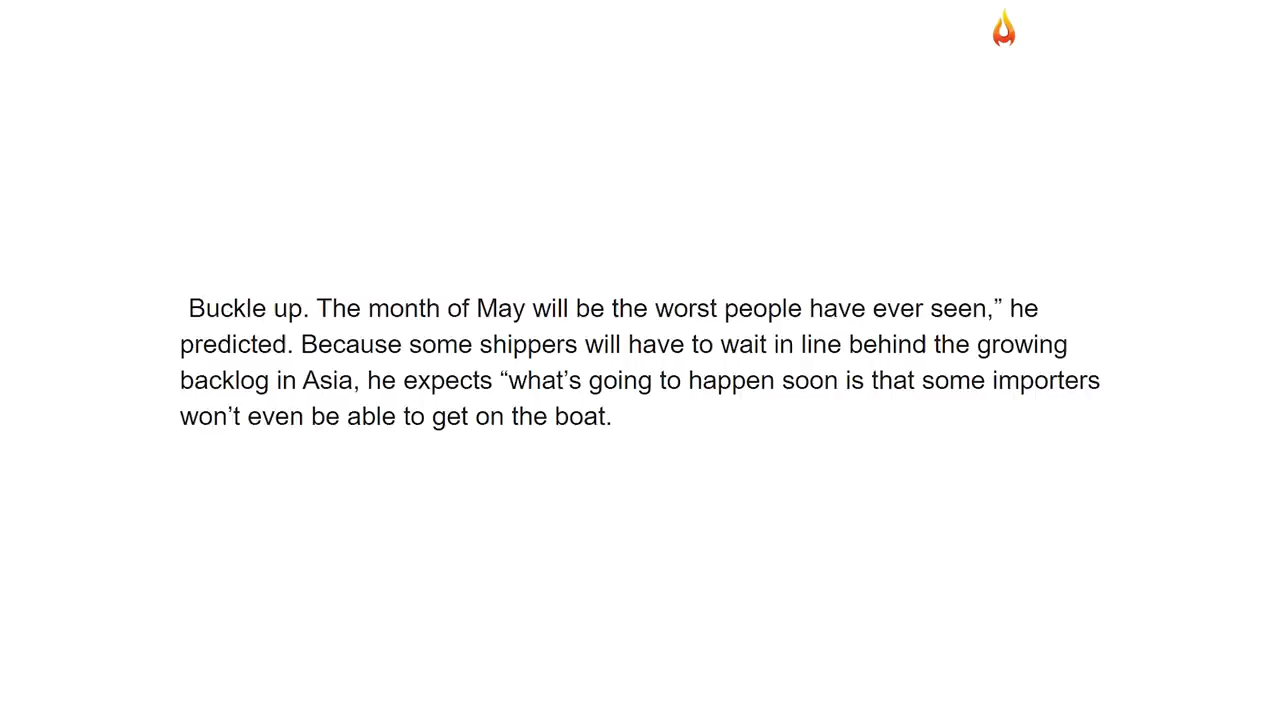 Buckle up. The month of May will be the worst people have ever seen,” he
predicted. Because some shippers will have to wait in line behind the growing
backlog in Asia, he expects “what’s going to happen soon is that some importers
won’t even be able to get on the boat.